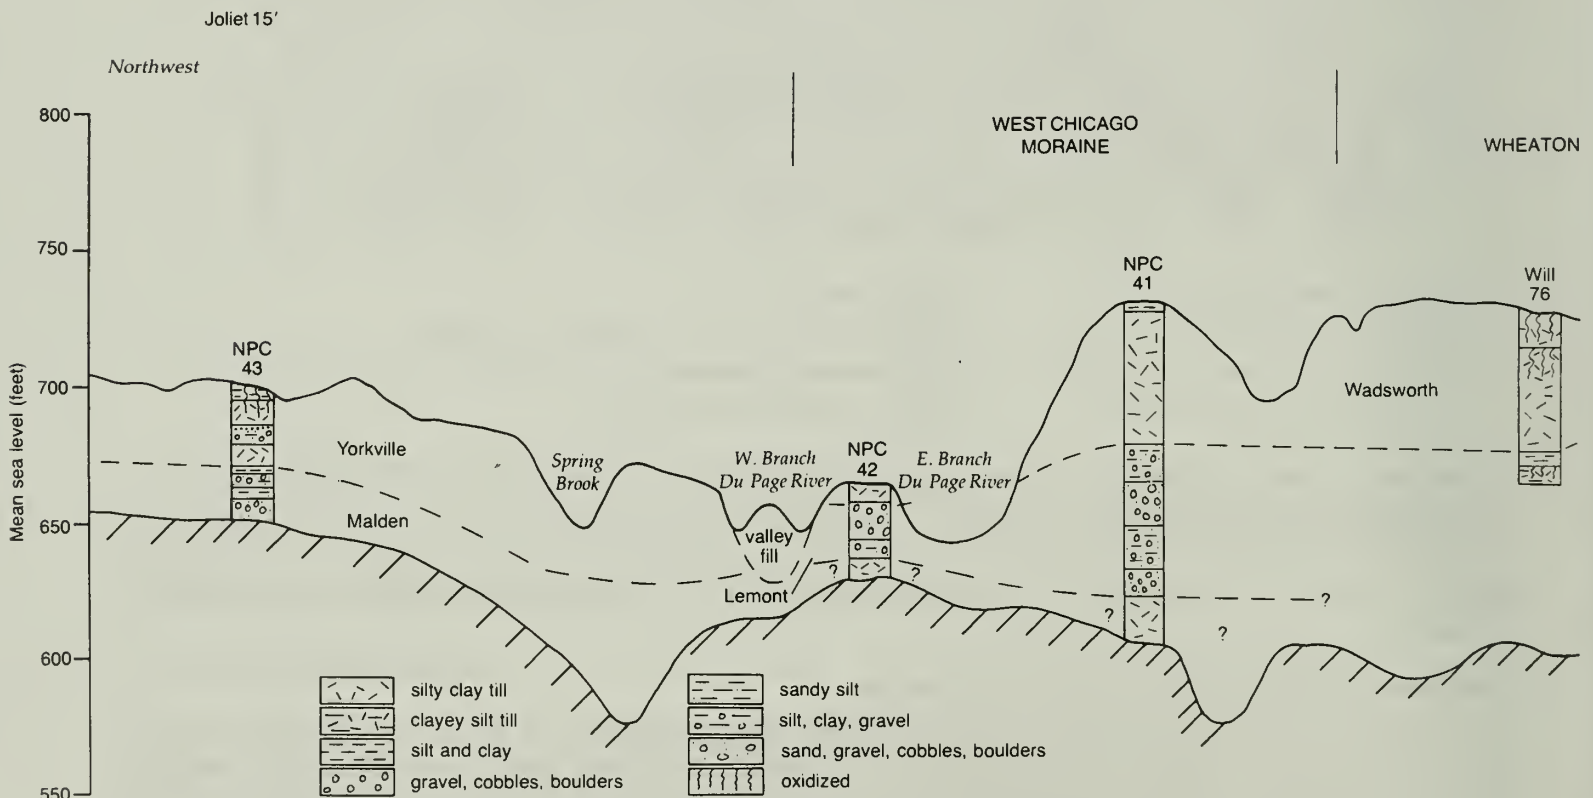 Joliet 15′
Northwest
800
750
700
650
600
550
Mean sea level (feet)
WEST CHICAGO
MORAINE
WHEATON
NPC
43
NPC
42
NPC
41
Will
76
Yorkville
Malden
Spring
Brook
W. Branch
Du Page River
E. Branch
Du Page River
valley
fill
Lemont
Wadsworth
?
?
?
?
?
silty clay till
clayey silt till
silt and clay
gravel, cobbles, boulders
sandy silt
silt, clay, gravel
sand, gravel, cobbles, boulders
oxidized